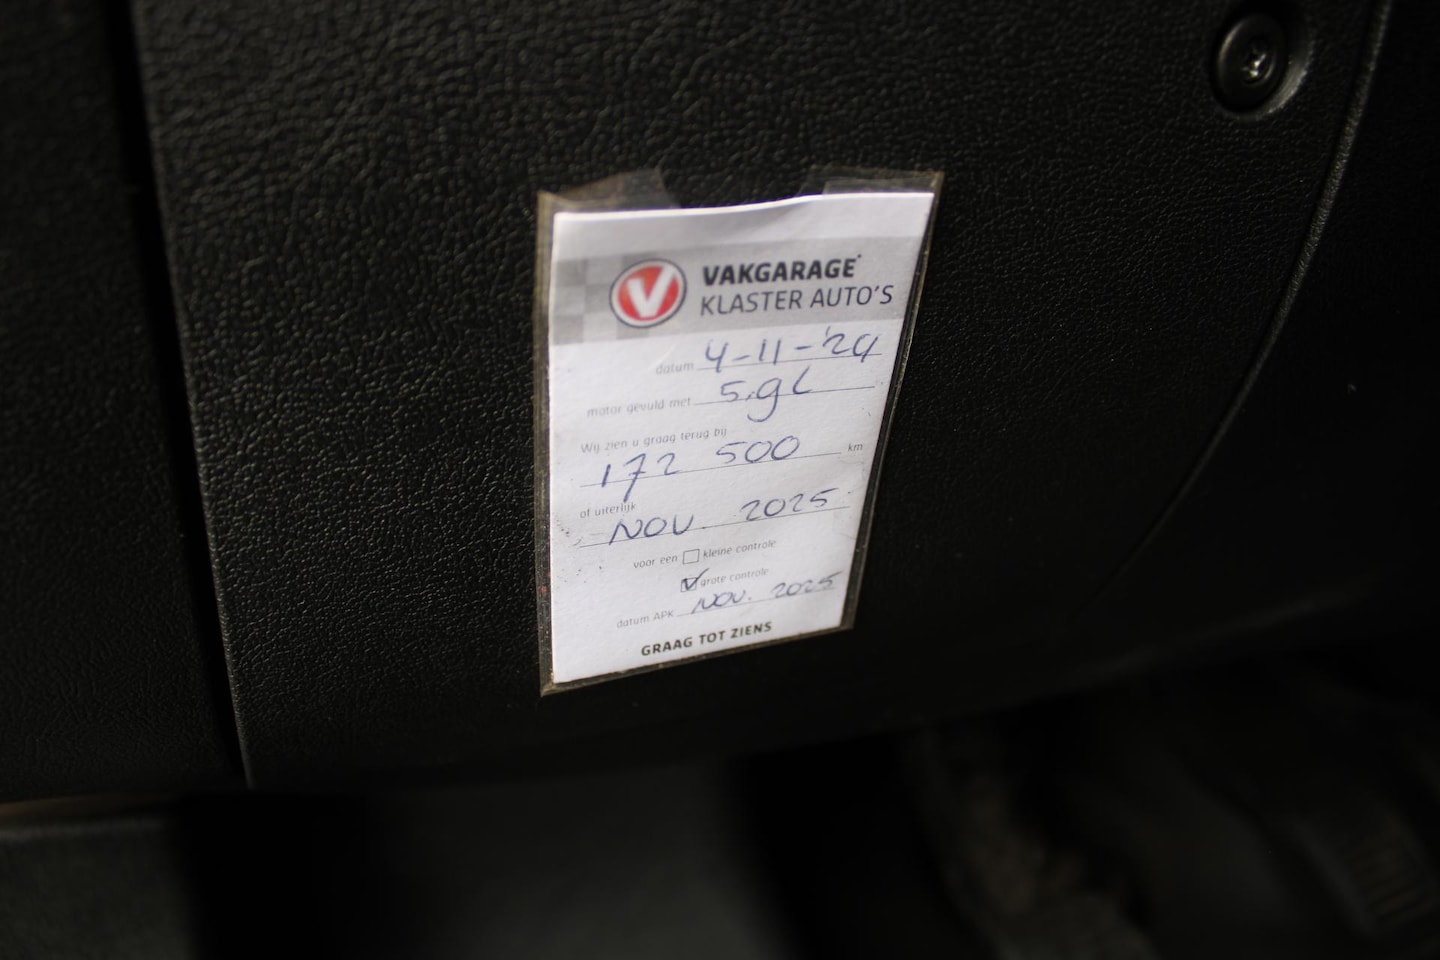 V
VAKGARAGE
KLASTER AUTO'S
datum 4-11-'24
motor gevuld met 5.9 L
Wij zien u graag terug bij
172 500 km
of uiterlijk
NOV. 2025
voor een kleine controle
grote controle
datum APK NOV. 2025
GRAAG TOT ZIENS